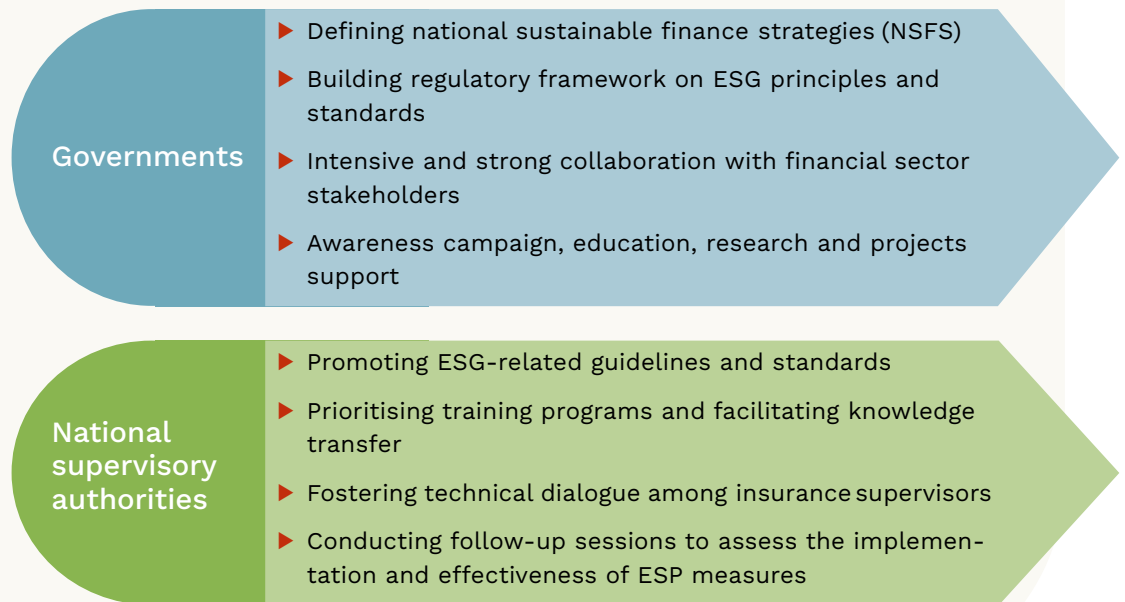 Governments
Defining national sustainable finance strategies (NSFS)
Building regulatory framework on ESG principles and
standards
Intensive and strong collaboration with financial sector
stakeholders
Awareness campaign, education, research and projects
support
National
supervisory
authorities
Promoting ESG-related guidelines and standards
Prioritising training programs and facilitating knowledge
transfer
Fostering technical dialogue among insurance supervisors
Conducting follow-up sessions to assess the implemen-
tation and effectiveness of ESP measures